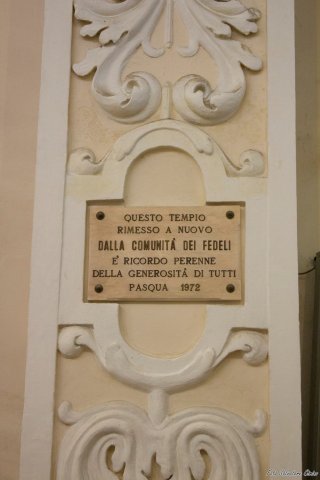 QUESTO TEMPIO
RIMESSO A NUOVO
DALLA COMUNITÀ DEI FEDELI
E' RICORDO PERENNE
DELLA GENEROSITÀ DI TUTTI
PASQUA 1972